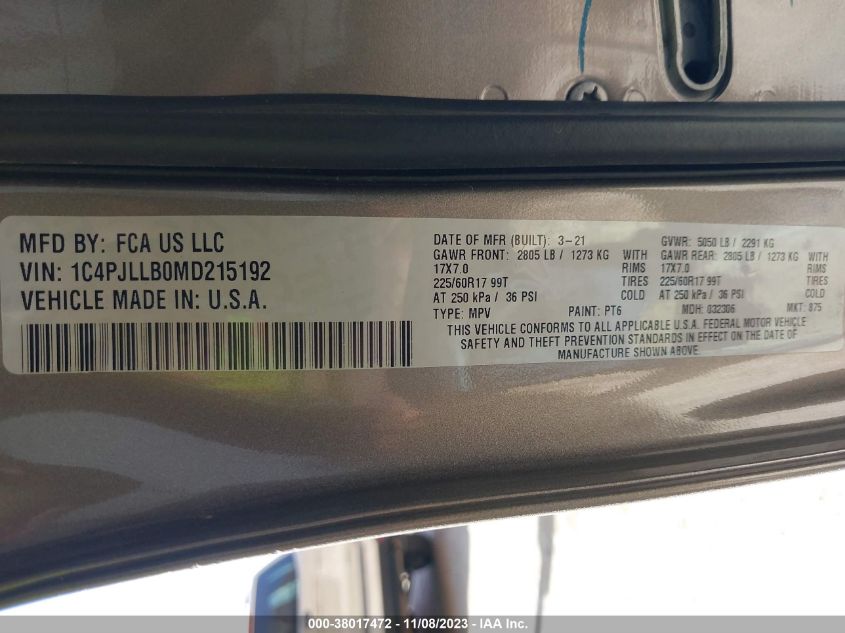 MFD BY: FCA US LLC
VIN: 1C4PJLLB0MD215192
VEHICLE MADE IN: U.S.A.
DATE OF MFR (BUILT): 3-21 GVWR: 5050 LB / 2291 KG
GAWR FRONT: 2805 LB / 1273 KG WITH GAWR REAR: 2805 LB / 1273 KG
17X7.0 RIMS 17X7.0
225/60R17 99T TIRES 225/60R17 99T
AT 250 kPa / 36 PSI COLD AT 250 kPa / 36 PSI
TYPE: MPV PAINT: PT6 MDH: 032306 MKT: 875
THIS VEHICLE CONFORMS TO ALL APPLICABLE U.S.A. FEDERAL MOTOR VEHICLE
SAFETY AND THEFT PREVENTION STANDARDS IN EFFECT ON THE DATE OF
MANUFACTURE SHOWN ABOVE.
000-38017472 - 11/08/2023 - IAA Inc.